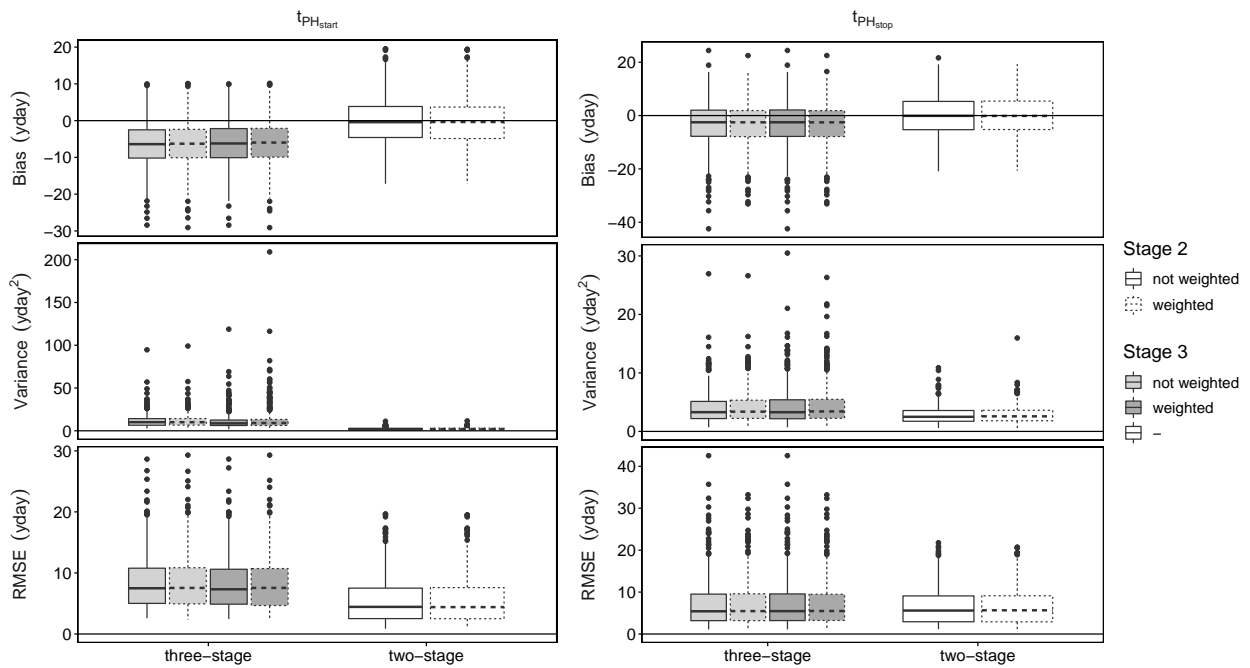 t_PH_start
t_PH_stop
Bias (yday)
20
10
0
−10
−20
−30
Bias (yday)
20
0
−20
−40
Variance (yday²)
200
150
100
50
0
Variance (yday²)
30
20
10
0
RMSE (yday)
30
20
10
0
RMSE (yday)
40
30
20
10
0
three−stage
two−stage
three−stage
two−stage
Stage 2
not weighted
weighted
Stage 3
not weighted
weighted
−